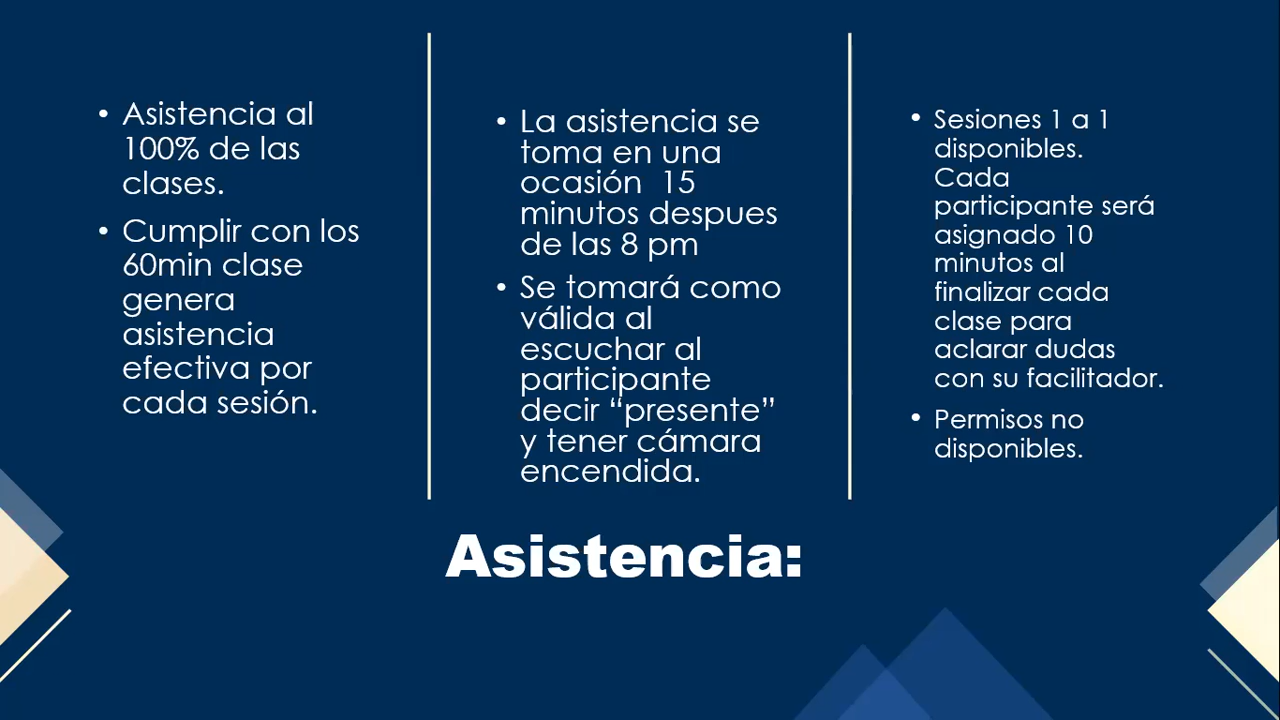 • Asistencia al
100% de las
clases.
• Cumplir con los
60min clase
genera
asistencia
efectiva por
cada sesión.
• La asistencia se
toma en una
ocasión  15
minutos despues
de las 8 pm
• Se tomará como
válida al
escuchar al
participante
decir “presente”
y tener cámara
encendida.
• Sesiones 1 a 1
disponibles.
Cada
participante será
asignado 10
minutos al
finalizar cada
clase para
aclarar dudas
con su facilitador.
• Permisos no
disponibles.
Asistencia: